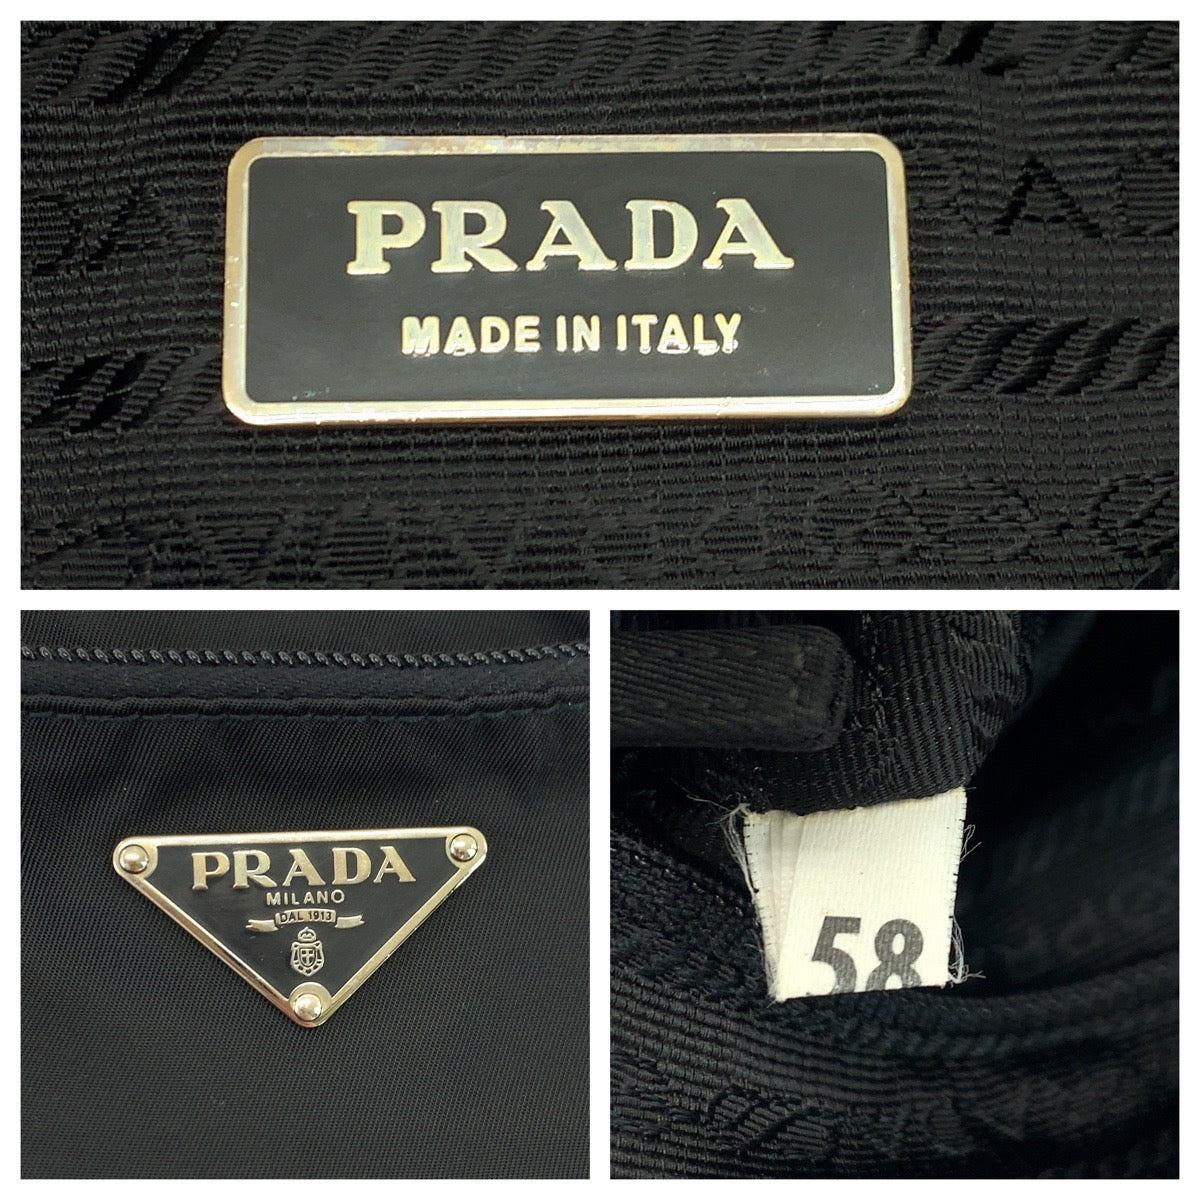 PRADA
MADE IN ITALY
PRADA
MILANO
DAL 1913
58